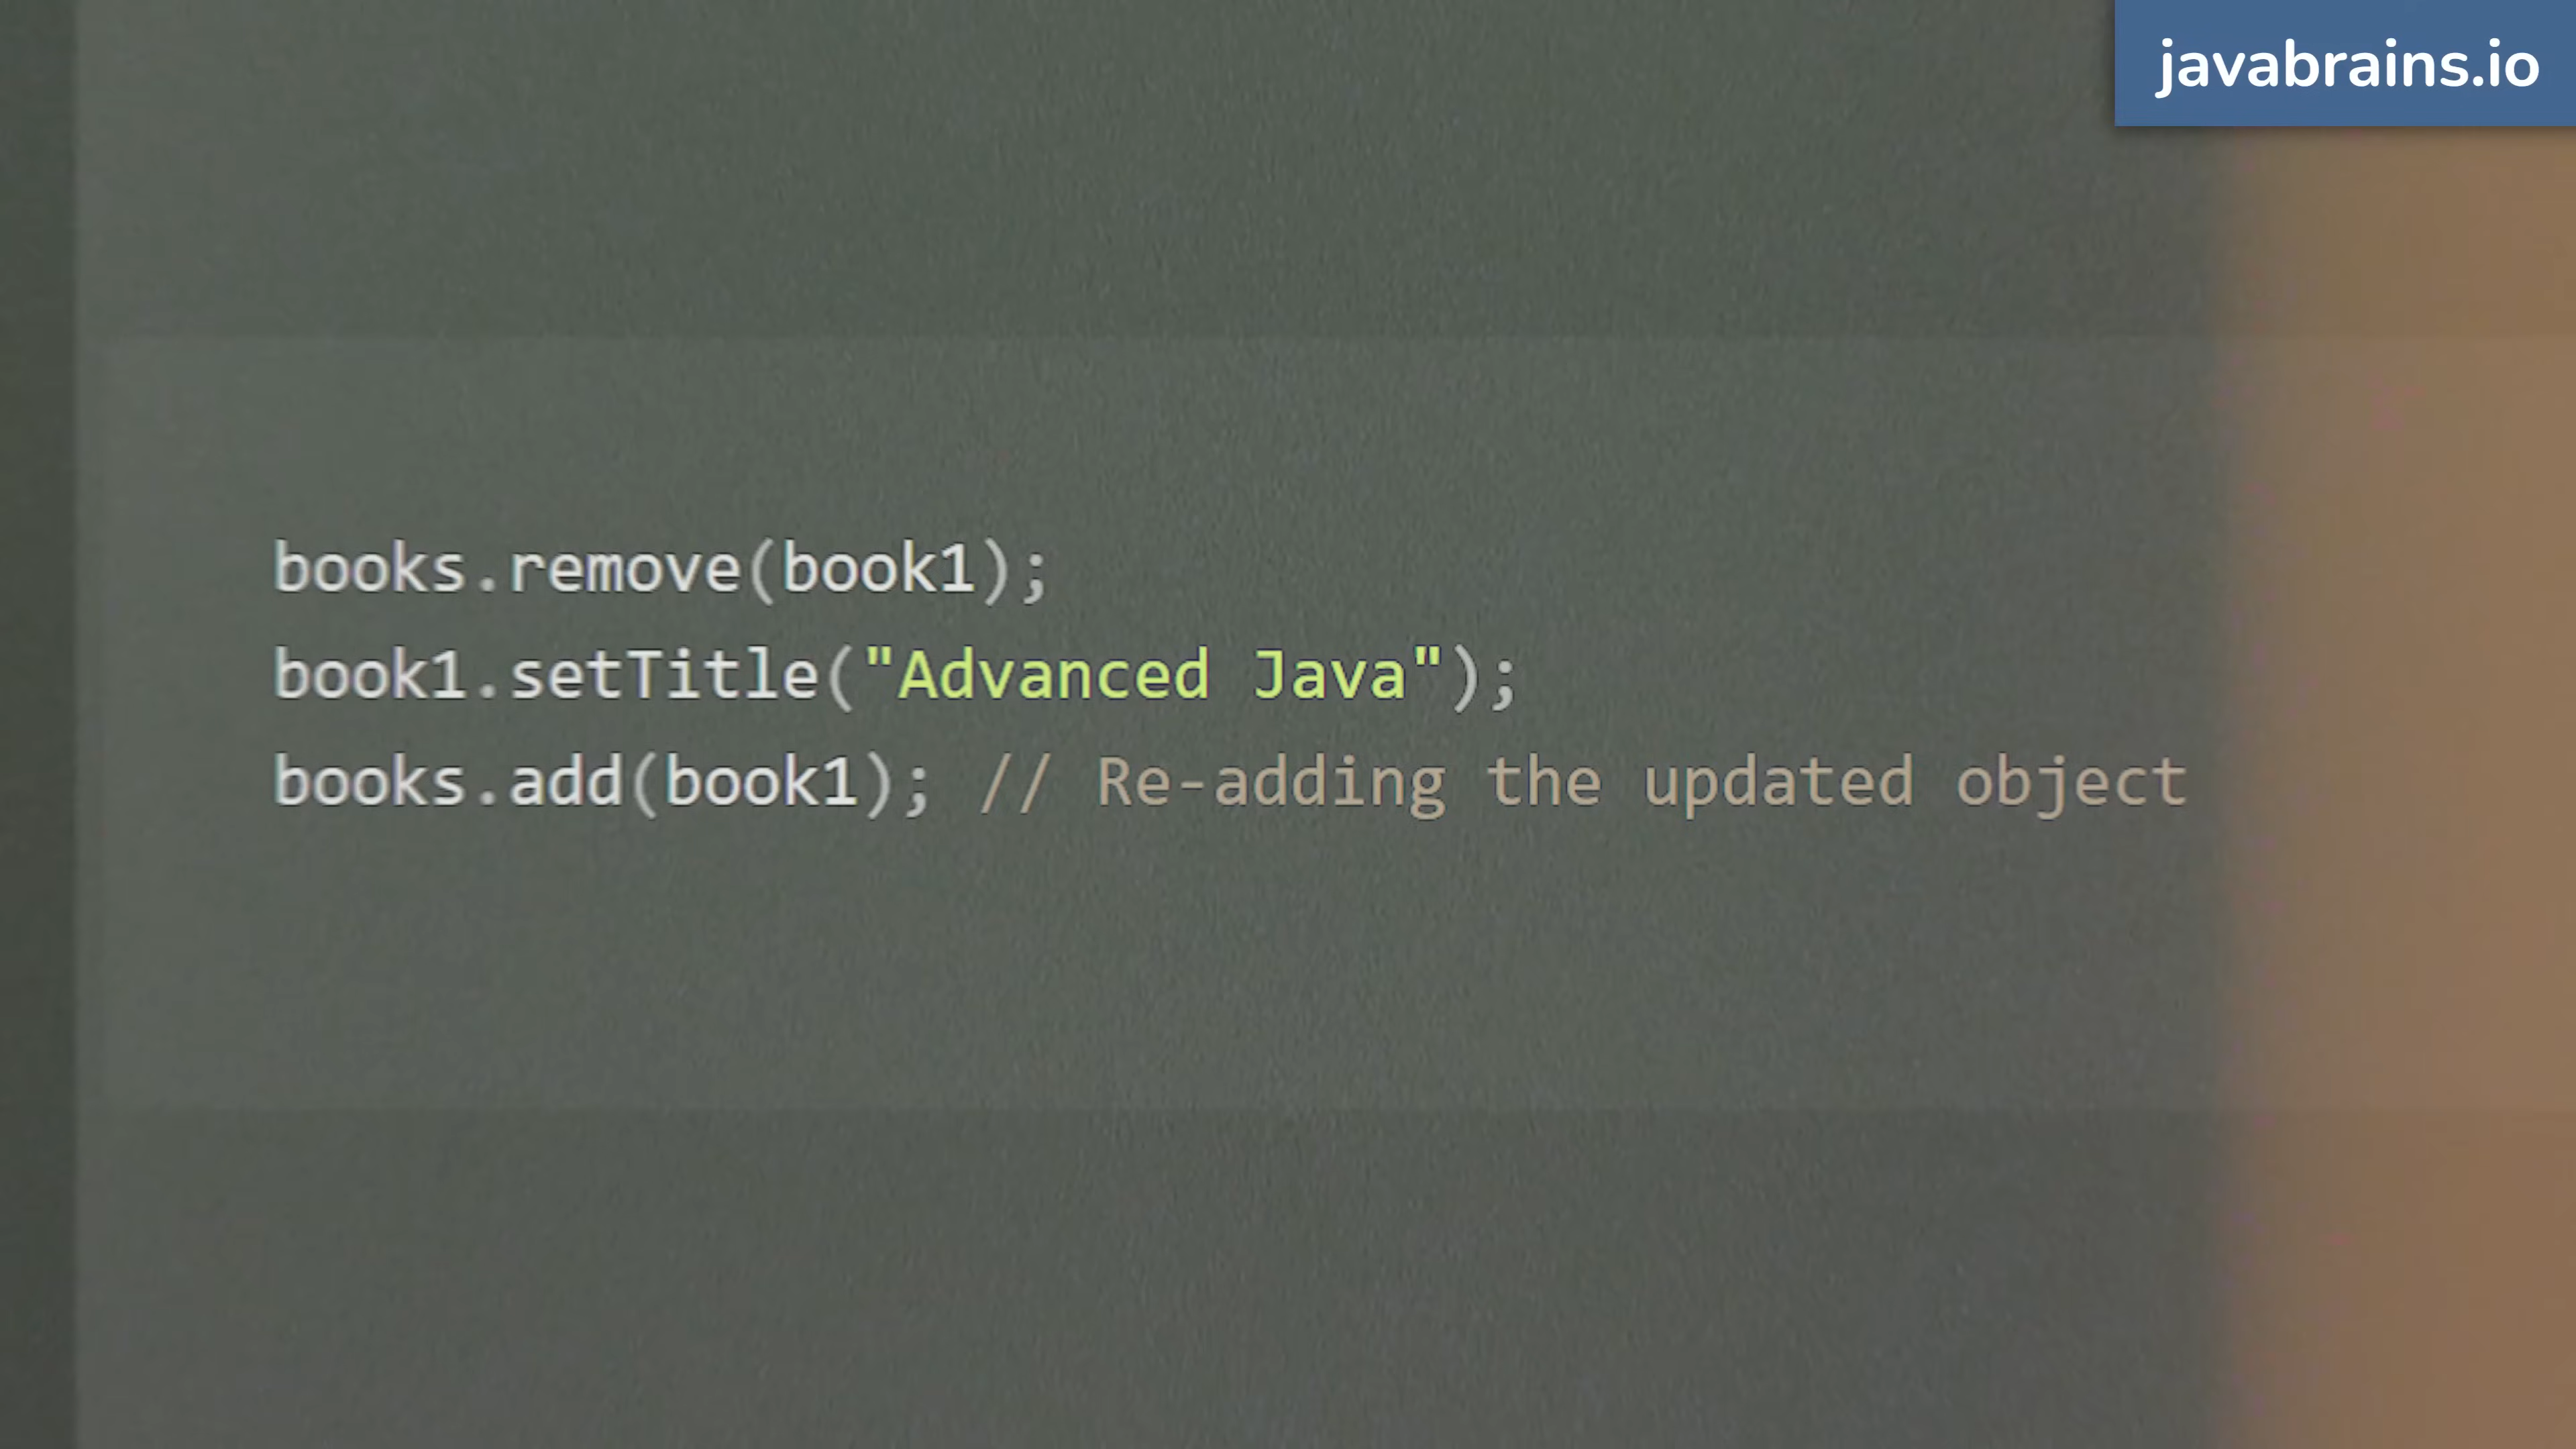 javabrains.io
books.remove(book1);
book1.setTitle("Advanced Java");
books.add(book1); // Re-adding the updated object